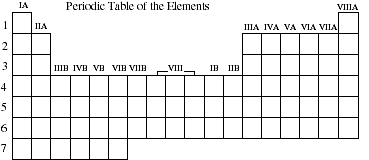 IA Periodic Table of the Elements VIIIA
1 IIA IIIA IVA VA VIA VIIA
2
3 IIIB IVB VB VIB VIIB VIII IB IIB
4
5
6
7